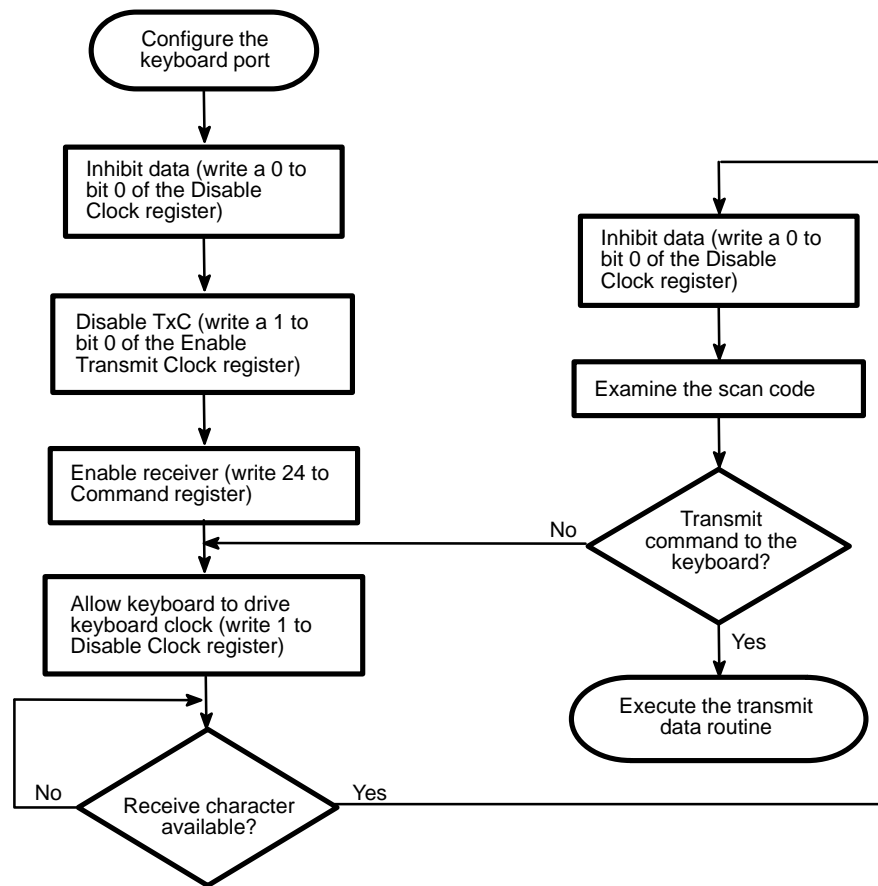 Configure the
keyboard port
Inhibit data (write a 0 to
bit 0 of the Disable
Clock register)
Disable TxC (write a 1 to
bit 0 of the Enable
Transmit Clock register)
Enable receiver (write 24 to
Command register)
Allow keyboard to drive
keyboard clock (write 1 to
Disable Clock register)
No
Receive character
available?
Yes
Inhibit data (write a 0 to
bit 0 of the Disable
Clock register)
Examine the scan code
No
Transmit
command to the
keyboard?
Yes
Execute the transmit
data routine